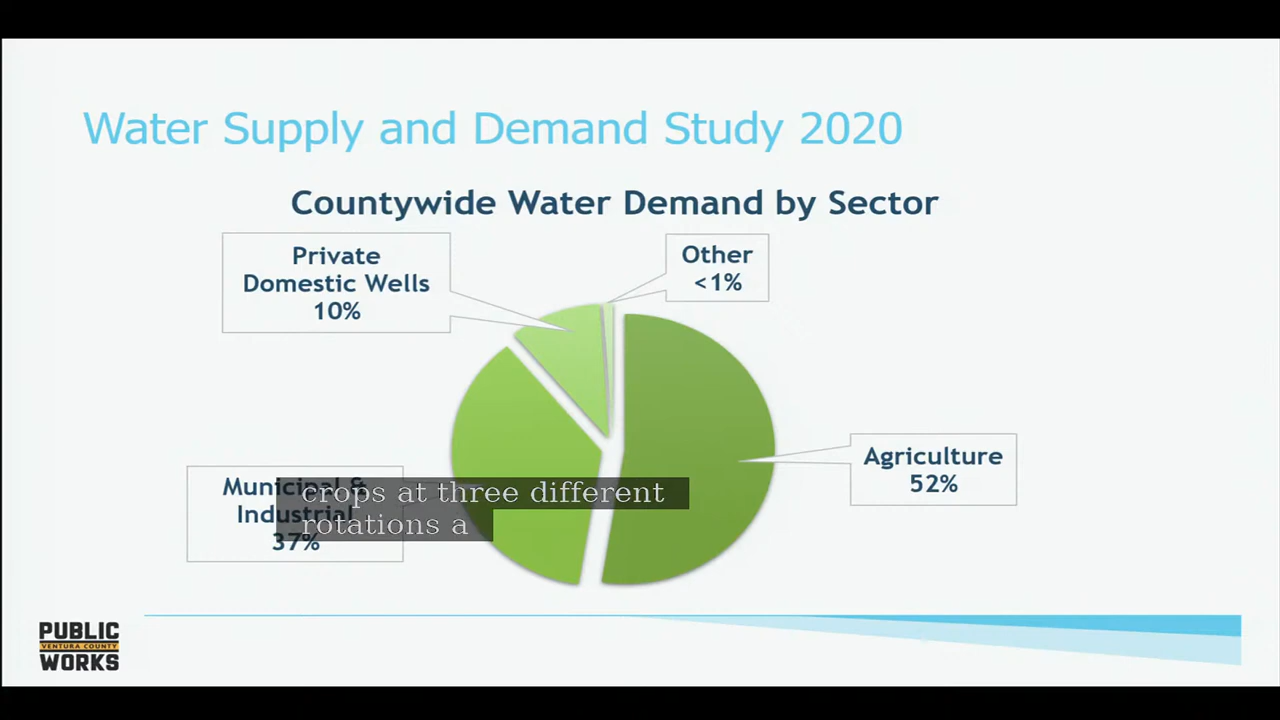 Water Supply and Demand Study 2020
Countywide Water Demand by Sector
Private
Domestic Wells
10%
Other
<1%
Agriculture
52%
Municipal &
Industrial
37%
crops at three different
rotations a
PUBLIC
VENTURA COUNTY
WORKS